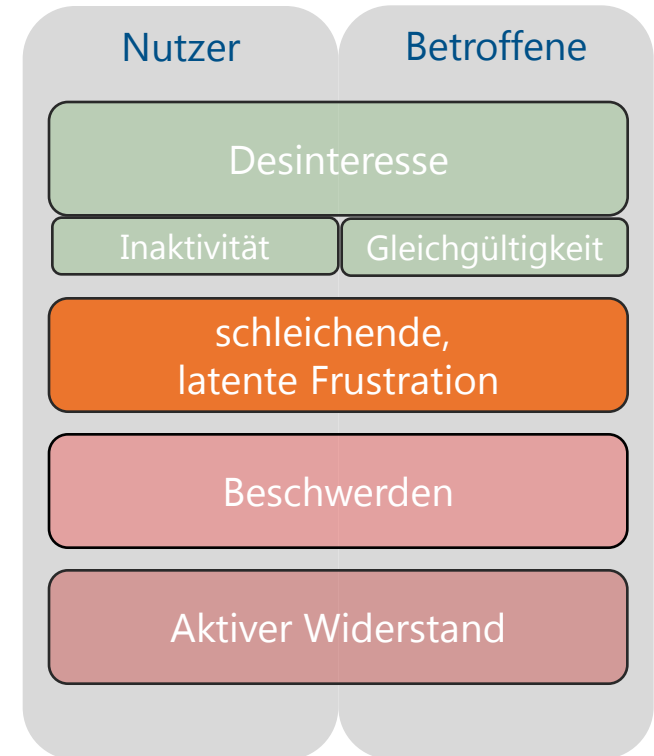 Nutzer
Betroffene
Desinteresse
Inaktivität
Gleichgültigkeit
schleichende,
latente Frustration
Beschwerden
Aktiver Widerstand